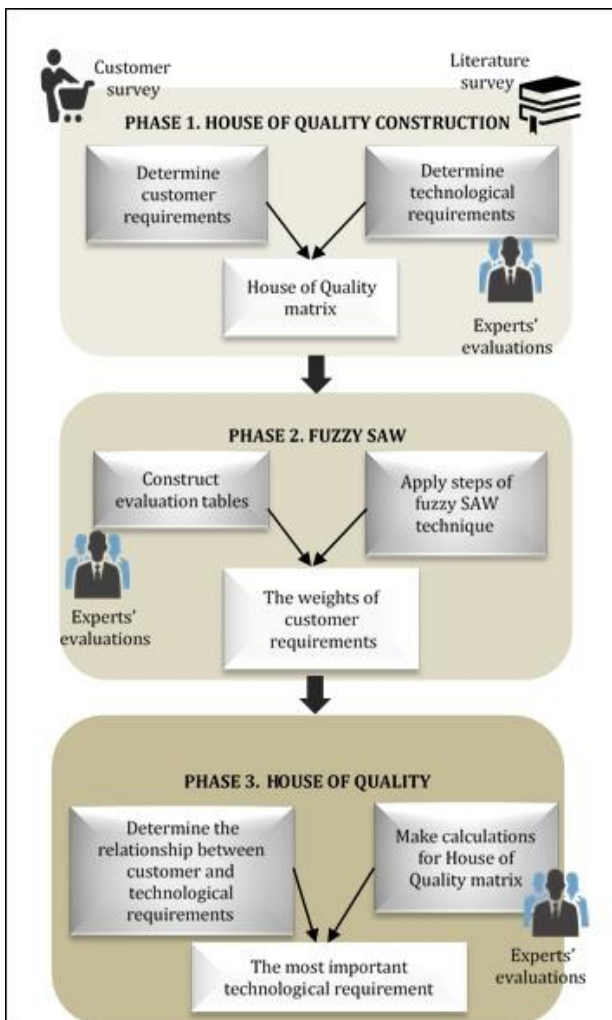 Customer
survey
Literature
survey
PHASE 1. HOUSE OF QUALITY CONSTRUCTION
Determine
customer
requirements
Determine
technological
requirements
House of Quality
matrix
Experts'
evaluations
PHASE 2. FUZZY SAW
Construct
evaluation tables
Apply steps of
fuzzy SAW
technique
Experts'
evaluations
The weights of
customer
requirements
PHASE 3. HOUSE OF QUALITY
Determine the
relationship between
customer and
technological
requirements
Make calculations
for House of
Quality matrix
Experts'
evaluations
The most important
technological requirement